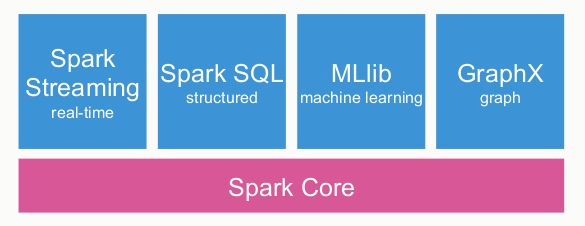 Spark
Streaming
real-time
Spark SQL
structured
MLlib
machine learning
GraphX
graph
Spark Core